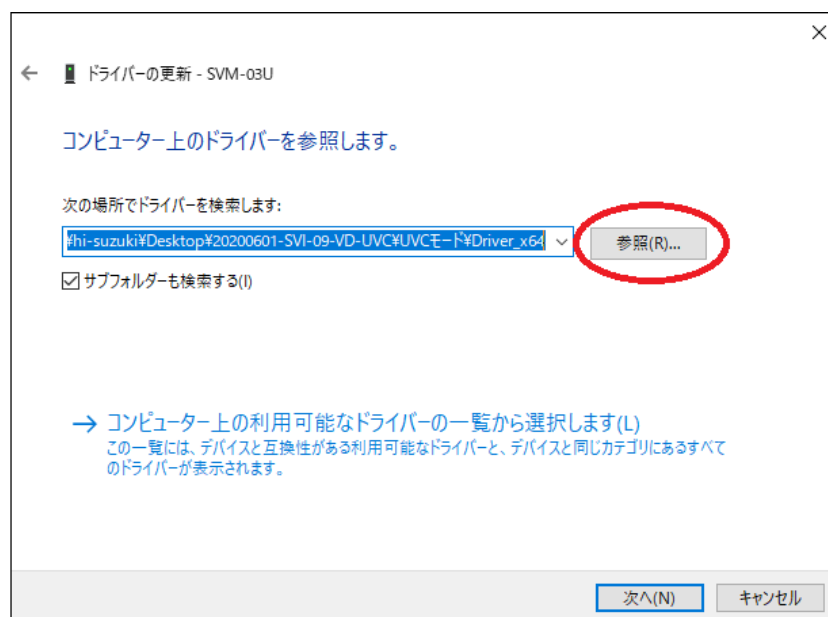 ドライバーの更新 - SVM-03U
コンピューター上のドライバーを参照します。
次の場所でドライバーを検索します:
¥hi-suzuki¥Desktop¥20200601-SVI-09-VD-UVC¥UVCモード¥Driver_x64
参照(R)...
サブフォルダーも検索する(I)
コンピューター上の利用可能なドライバーの一覧から選択します(L)
この一覧には、デバイスと互換性がある利用可能なドライバーと、デバイスと同じカテゴリにあるすべて
のドライバーが表示されます。
次へ(N)
キャンセル